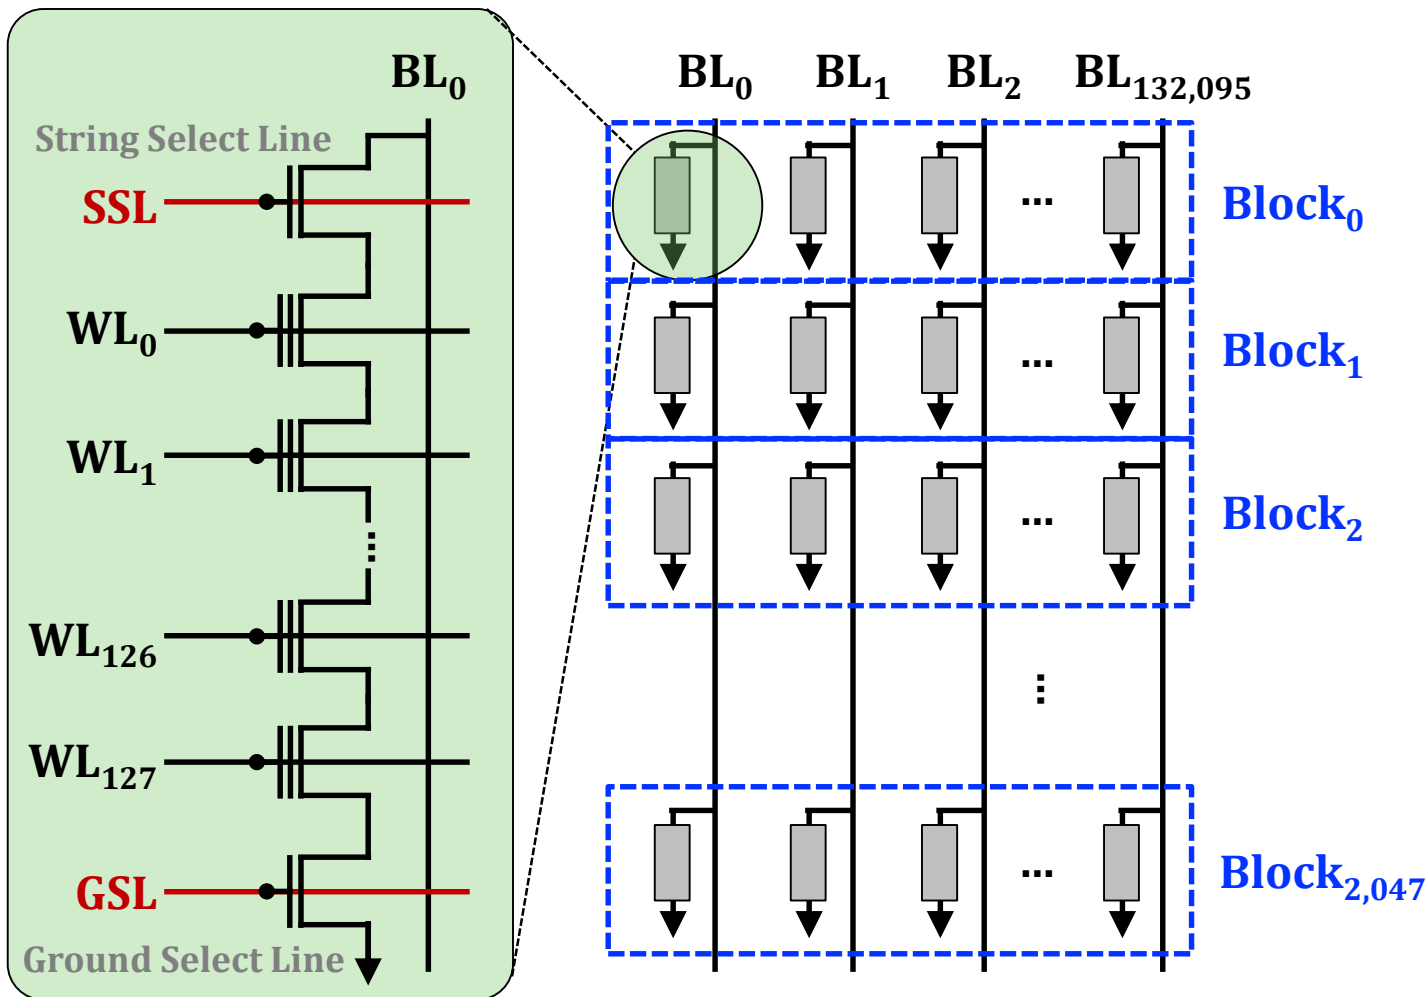 BL0
String Select Line
SSL
WL0
WL1
...
WL126
WL127
GSL
Ground Select Line
BL0 BL1 BL2 BL132,095
... Block0
... Block1
... Block2
...
... Block2,047